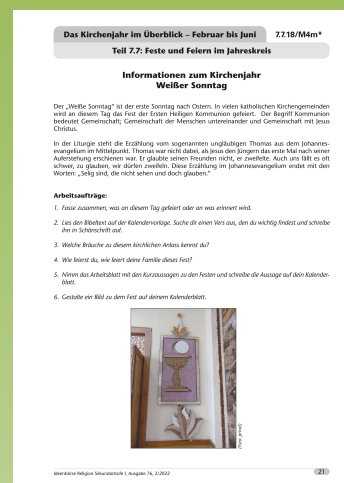 Das Kirchenjahr im Überblick – Februar bis Juni 7.7.18/M4m*
Teil 7.7: Feste und Feiern im Jahreskreis
Informationen zum Kirchenjahr
Weißer Sonntag
Der „Weiße Sonntag“ ist der erste Sonntag nach Ostern. In vielen katholischen Kirchengemeinden
wird an diesem Tag das Fest der Ersten Heiligen Kommunion gefeiert. Der Begriff Kommunion
bedeutet Gemeinschaft; Gemeinschaft der Menschen untereinander und Gemeinschaft mit Jesus
Christus.
In der Liturgie steht die Erzählung vom sogenannten ungläubigen Thomas aus dem Johannes-
evangelium im Mittelpunkt. Thomas war nicht dabei, als Jesus den Jüngern das erste Mal nach seiner
Auferstehung erschienen war. Er glaubte seinen Freunden nicht, er zweifelte. Auch uns fällt es oft
schwer, zu glauben, wir dürfen zweifeln. Diese Erzählung im Johannesevangelium endet mit den
Worten: „Selig sind, die nicht sehen und doch glauben.“
Arbeitsaufträge:
1. Fasse zusammen, was an diesem Tag gefeiert oder an was erinnert wird.
2. Lies den Bibeltext auf der Kalendervorlage. Suche dir einen Vers aus, den du wichtig findest und schreibe
ihn in Schönschrift auf.
3. Welche Bräuche zu diesem kirchlichen Anlass kennst du?
4. Wie feierst du, wie feiert deine Familie dieses Fest?
5. Nimm das Arbeitsblatt mit den Kurzaussagen zu den Festen und schreibe die Aussage auf dein Kalender-
blatt.
6. Gestalte ein Bild zu dem Fest auf deinem Kalenderblatt.
(Foto: privat)
Ideenbörse Religion Sekundarstufe I, Ausgabe 76, 2/2022
21